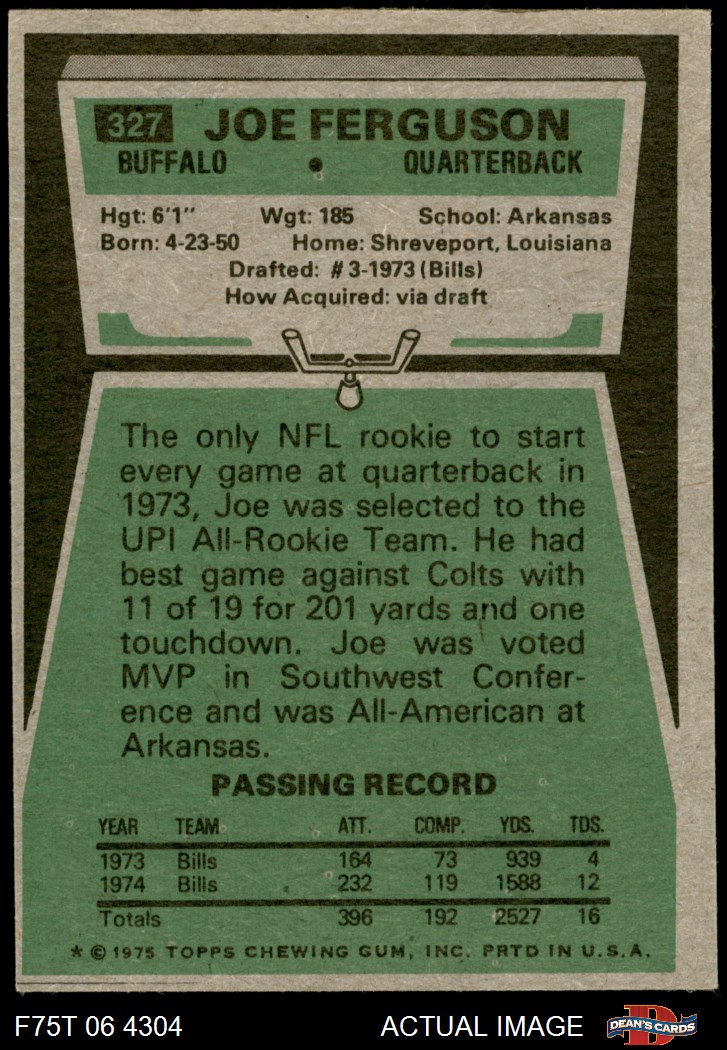 327 JOE FERGUSON
BUFFALO • QUARTERBACK
Hgt: 6'1" Wgt: 185 School: Arkansas
Born: 4-23-50 Home: Shreveport, Louisiana
Drafted: #3-1973 (Bills)
How Acquired: via draft
The only NFL rookie to start
every game at quarterback in
1973, Joe was selected to the
UPI All-Rookie Team. He had
best game against Colts with
11 of 19 for 201 yards and one
touchdown. Joe was voted
MVP in Southwest Confer-
ence and was All-American at
Arkansas.
PASSING RECORD
YEAR TEAM ATT. COMP. YDS. TDS.
1973 Bills 164 73 939 4
1974 Bills 232 119 1588 12
Totals 396 192 2527 16
* © 1975 TOPPS CHEWING GUM, INC. PRTD IN U.S.A.
F75T 06 4304 ACTUAL IMAGE DEAN'S CARDS